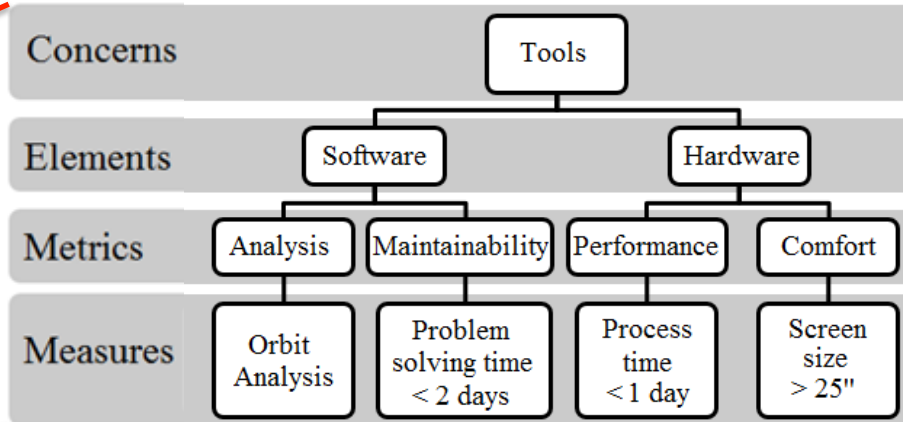 Concerns
Tools
Elements
Software
Hardware
Metrics
Analysis
Maintainability
Performance
Comfort
Measures
Orbit
Analysis
Problem
solving time
< 2 days
Process
time
< 1 day
Screen
size
> 25"